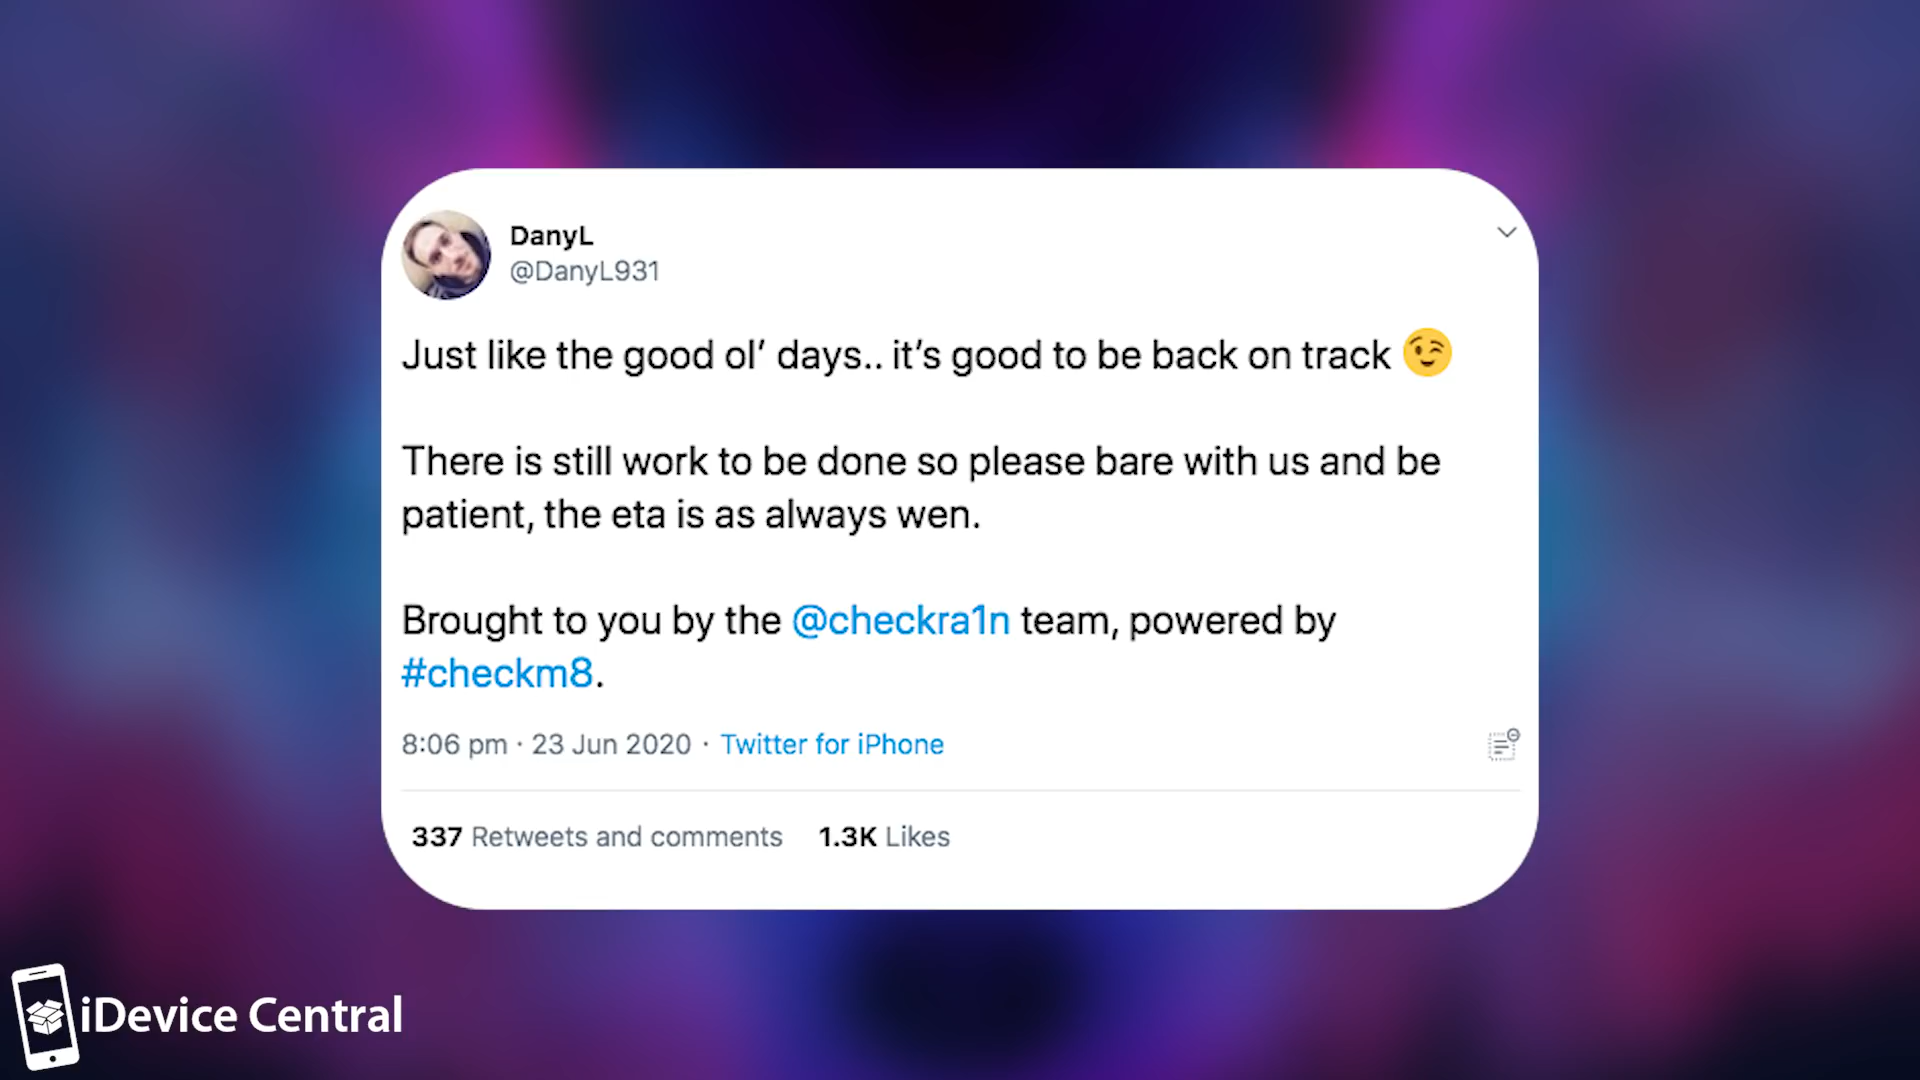 DanyL
@DanyL931
Just like the good ol’ days.. it’s good to be back on track 😉
There is still work to be done so please bare with us and be
patient, the eta is as always wen.
Brought to you by the @checkra1n team, powered by
#checkm8.
8:06 pm · 23 Jun 2020 · Twitter for iPhone
337 Retweets and comments 1.3K Likes
iDevice Central